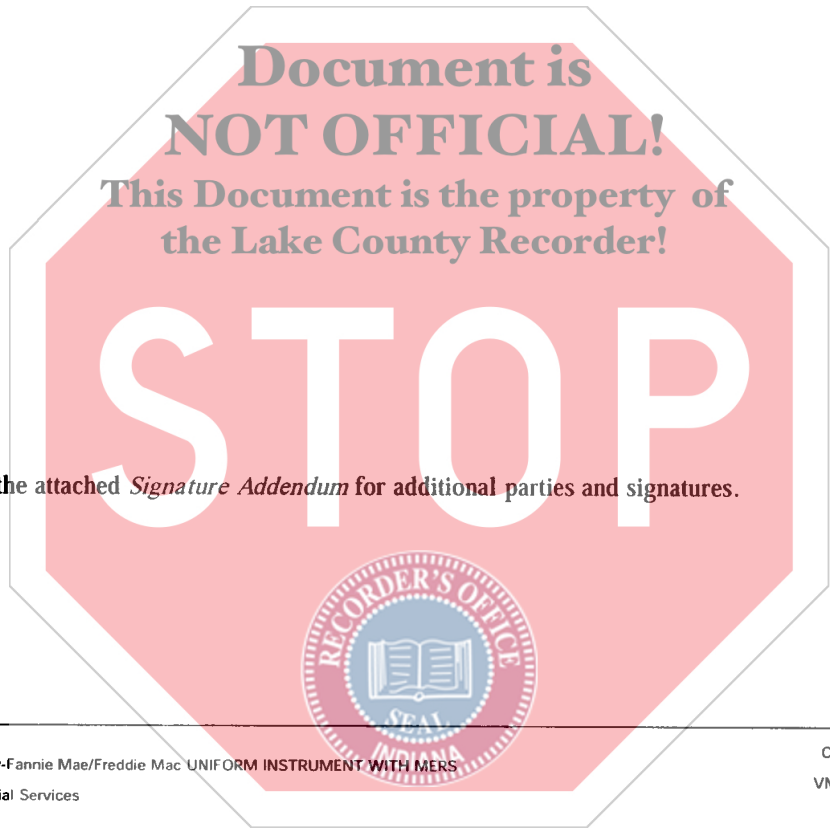 Document is
NOT OFFICIAL!
This Document is the property of
the Lake County Recorder!
STOP
the attached Signature Addendum for additional parties and signatures.
RECORDER'S OFFICE
SEAL
INDIANA
-Fannie Mae/Freddie Mac UNIFORM INSTRUMENT WITH MERS
Services